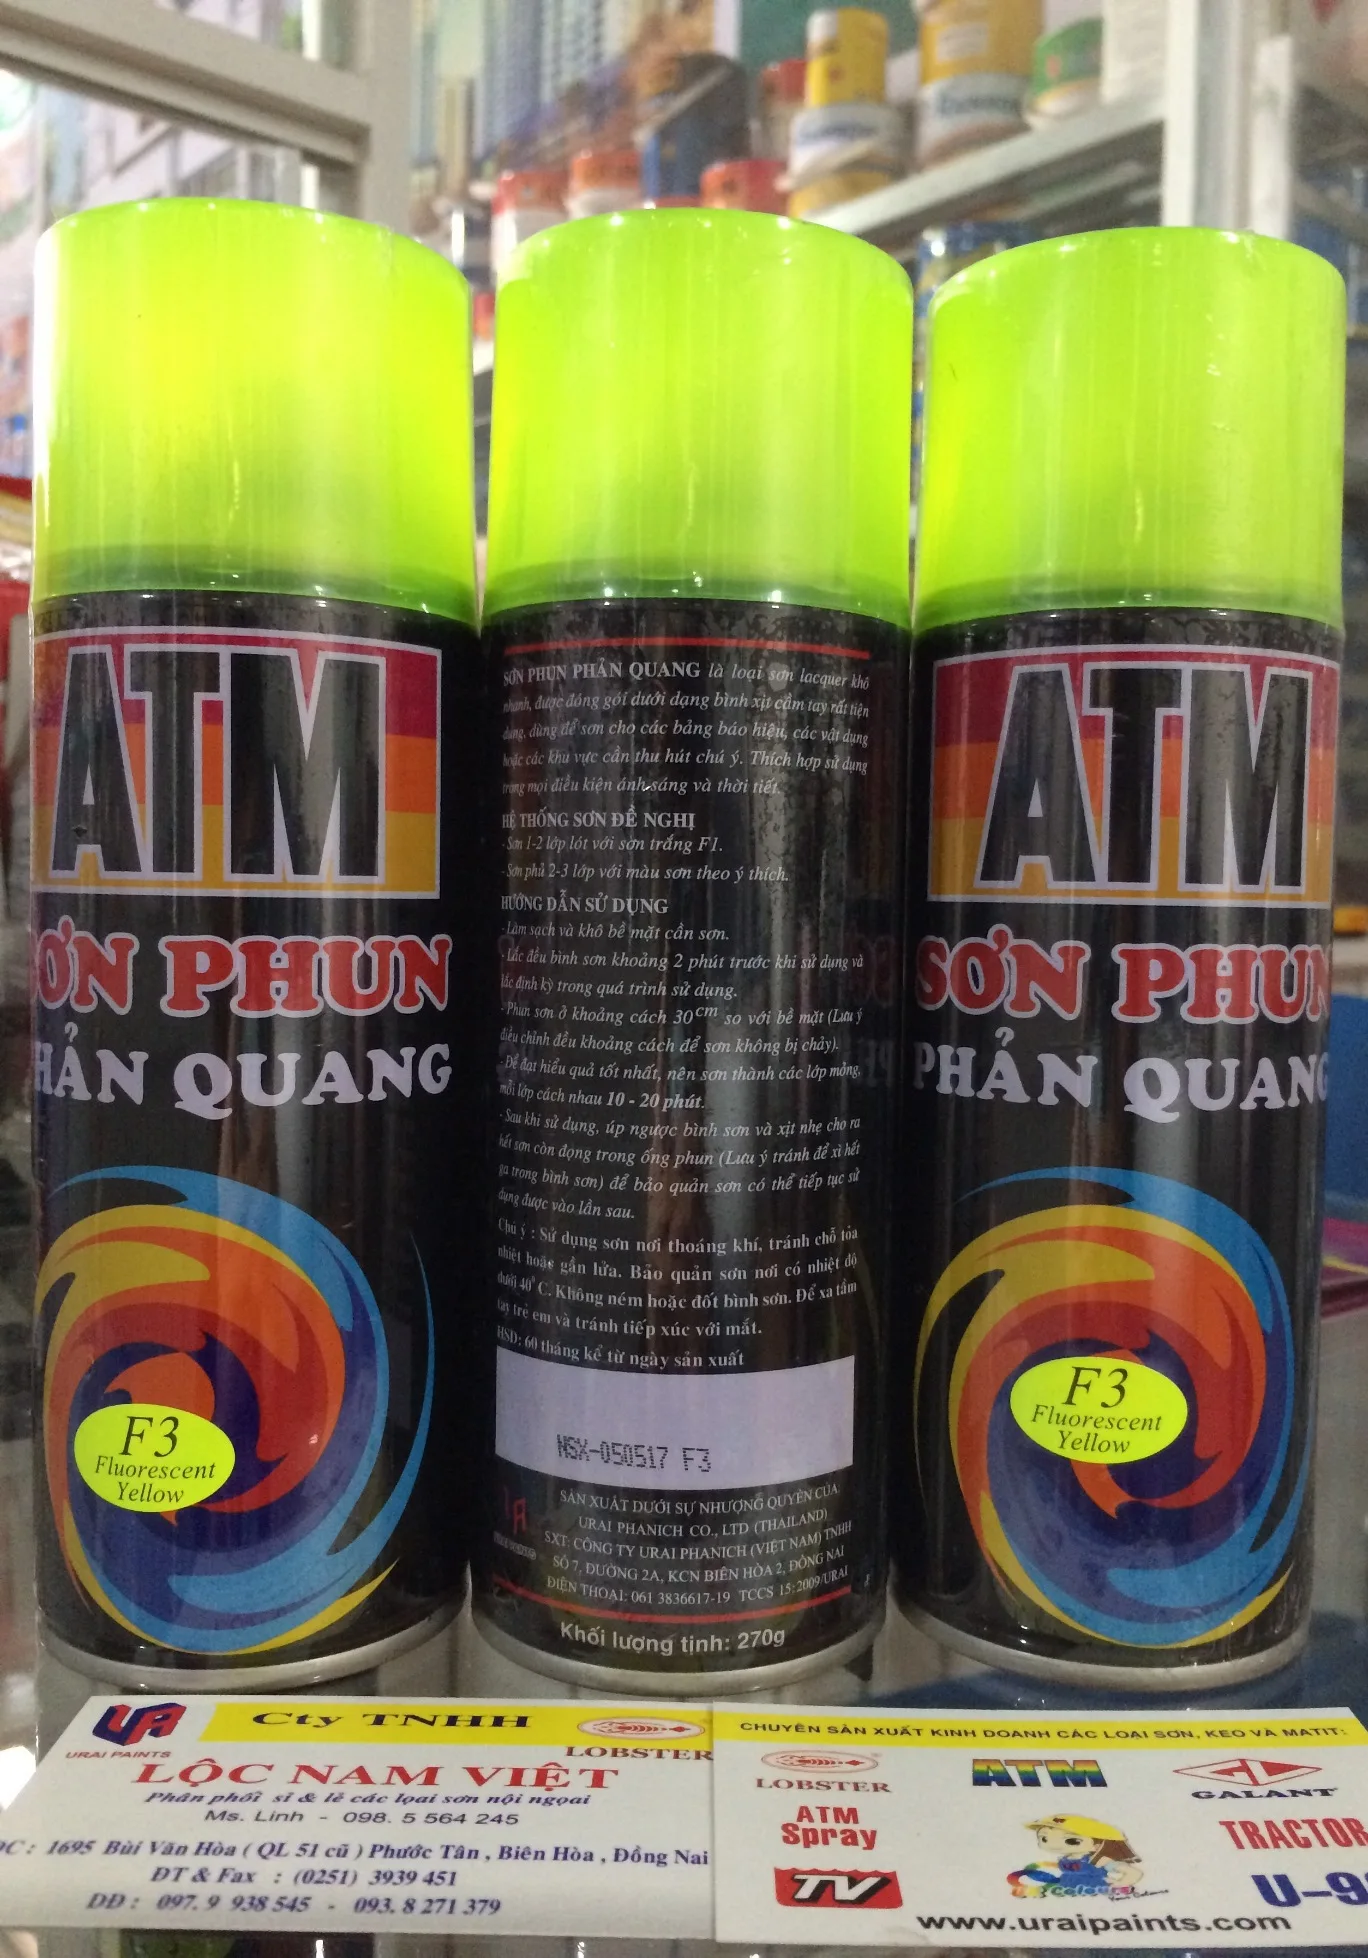 ATM
SƠN PHUN
PHẢN QUANG
F3
Fluorescent
Yellow
SƠN PHUN PHẢN QUANG là loại sơn lacquer khô
nhanh, được đóng gói dưới dạng bình xịt cầm tay rất tiện
dụng, dùng để sơn cho các bảng báo hiệu, các vật dụng
hoặc các khu vực cần thu hút chú ý. Thích hợp sử dụng
trong mọi điều kiện ánh sáng và thời tiết.
HỆ THỐNG SƠN ĐỀ NGHỊ
- Sơn 1-2 lớp lót với sơn trắng F1.
- Sơn phủ 2-3 lớp với màu sơn theo ý thích.
HƯỚNG DẪN SỬ DỤNG
- Làm sạch và khô bề mặt cần sơn.
- Lắc đều bình sơn khoảng 2 phút trước khi sử dụng và
lắc định kỳ trong quá trình sử dụng.
- Phun sơn ở khoảng cách 30cm so với bề mặt (Lưu ý
điều chỉnh đều khoảng cách để sơn không bị chảy).
- Để đạt hiểu quả tốt nhất, nên sơn thành các lớp mỏng,
mỗi lớp cách nhau 10 - 20 phút.
- Sau khi sử dụng, úp ngược bình sơn và xịt nhẹ cho ra
hết sơn còn đọng trong ống phun (Lưu ý tránh để xì hết
ga trong bình sơn) để bảo quản sơn có thể tiếp tục sử
dụng được vào lần sau.
Chú ý : Sử dụng sơn nơi thoáng khí, tránh chỗ tỏa
nhiệt hoặc gần lửa. Bảo quản sơn nơi có nhiệt độ
dưới 40° C. Không ném hoặc đốt bình sơn. Để xa tầm
tay trẻ em và tránh tiếp xúc với mắt.
HSD: 60 tháng kể từ ngày sản xuất
NSX-050517 F3
SẢN XUẤT DƯỚI SỰ NHƯỢNG QUYỀN CỦA
URAI PHANICH CO., LTD (THAILAND)
SXT: CÔNG TY URAI PHANICH (VIỆT NAM) TNHH
SỐ 7, ĐƯỜNG 2A, KCN BIÊN HÒA 2, ĐỒNG NAI
ĐIỆN THOẠI: 061 3836617-19 TCCS 15:2009/URAI
Khối lượng tịnh: 270g
ATM
SƠN PHUN
PHẢN QUANG
F3
Fluorescent
Yellow
UA
URAI PAINTS
Cty TNHH
LOBSTER
LỘC NAM VIỆT
Phân phối sỉ & lẻ các loại sơn nội ngoại
Ms. Linh - 098. 5 564 245
ĐC : 1695 Bùi Văn Hòa ( QL 51 cũ ) Phước Tân , Biên Hòa , Đồng Nai
ĐT & Fax : (0251) 3939 451
DĐ : 097. 9 938 545 - 093. 8 271 379
CHUYÊN SẢN XUẤT KINH DOANH CÁC LOẠI SƠN, KEO VÀ MATIT:
LOBSTER
ATM
GALANT
ATM
Spray
TRACTOR
TV
www.uraipaints.com